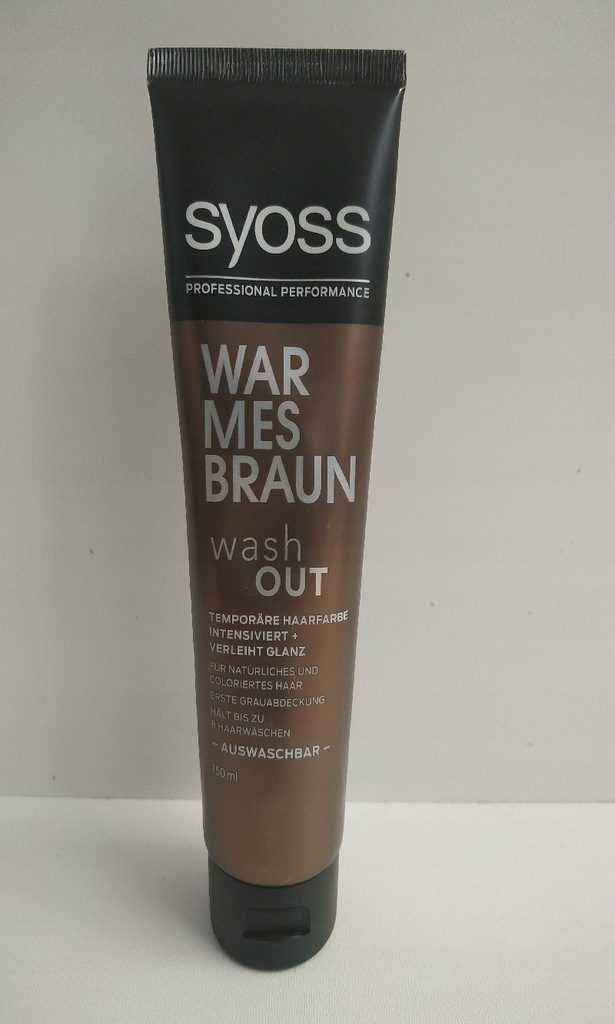 syoss
PROFESSIONAL PERFORMANCE
WAR
MES
BRAUN
wash
OUT
TEMPORÄRE HAARFARBE
INTENSIVIERT +
VERLEIHT GLANZ
FÜR NATÜRLICHES UND
COLORIERTES HAAR
ERSTE GRAUABDECKUNG
HÄLT BIS ZU
8 HAARWÄSCHEN
– AUSWASCHBAR –
150 ml